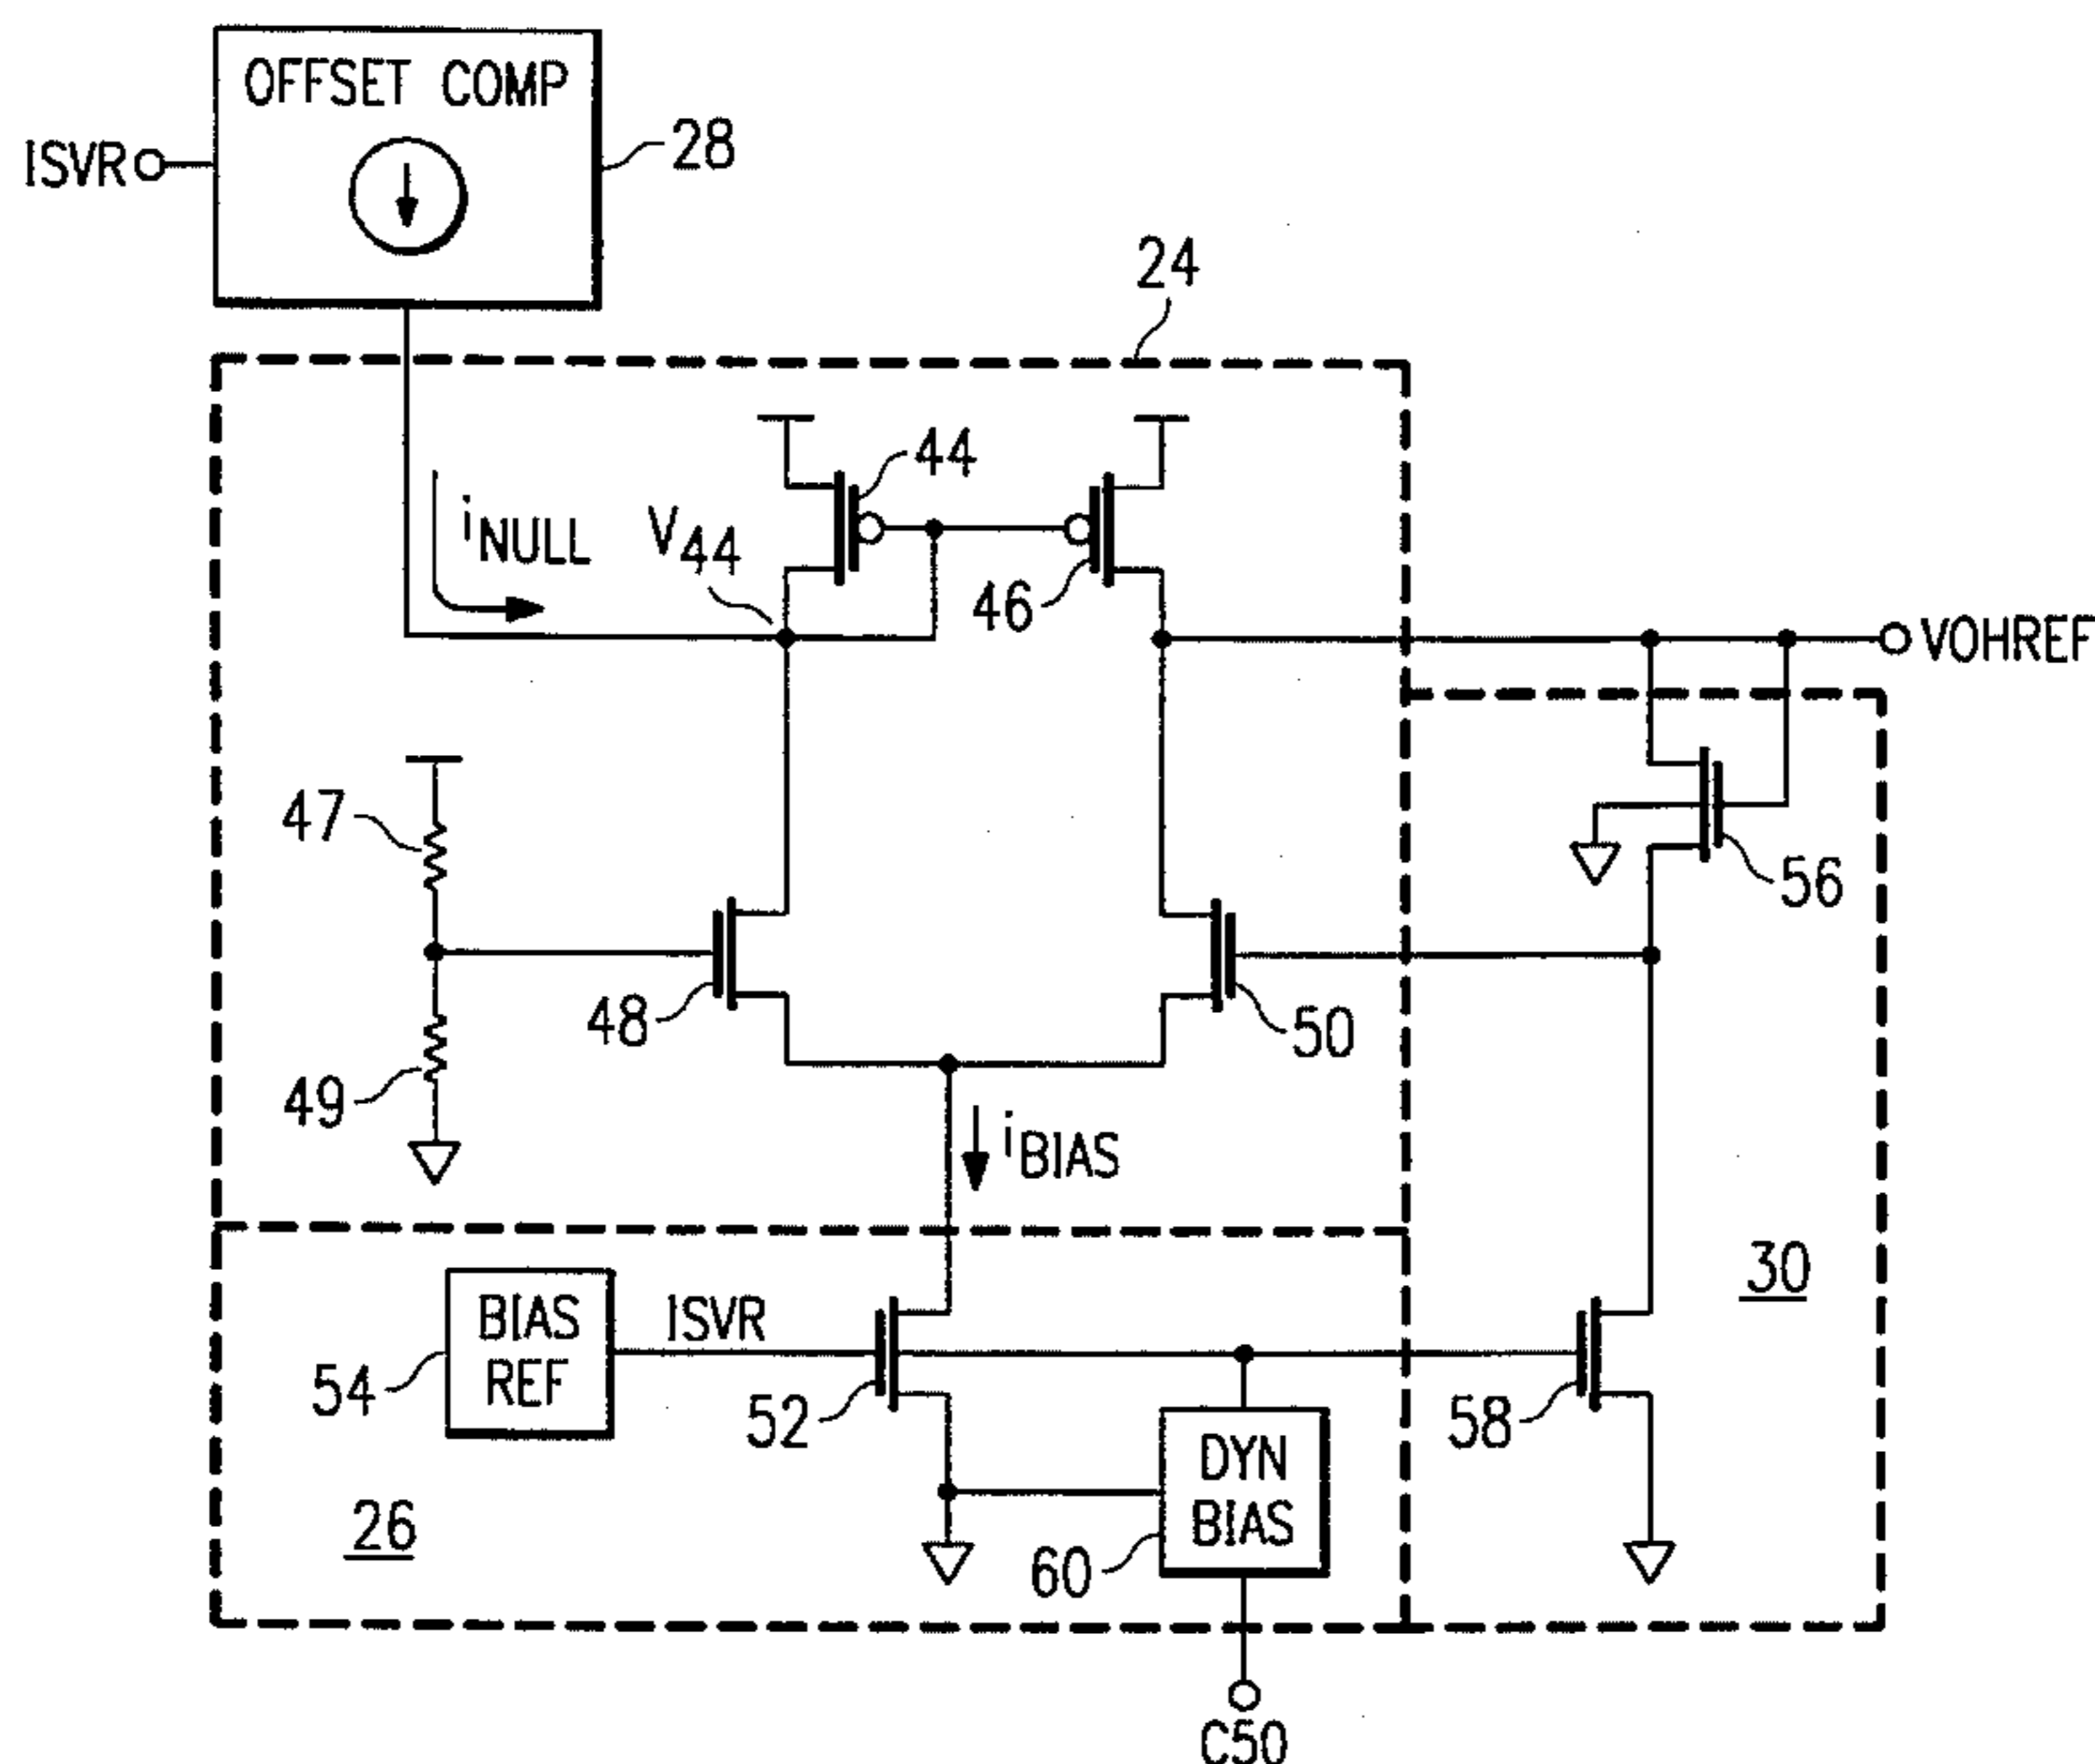 OFFSET COMP
ISVR
28
24
44
iNULL
V44
46
VOHREF
47
56
48
50
49
iBIAS
30
BIAS
REF
ISVR
54
52
58
DYN
BIAS
26
60
C50